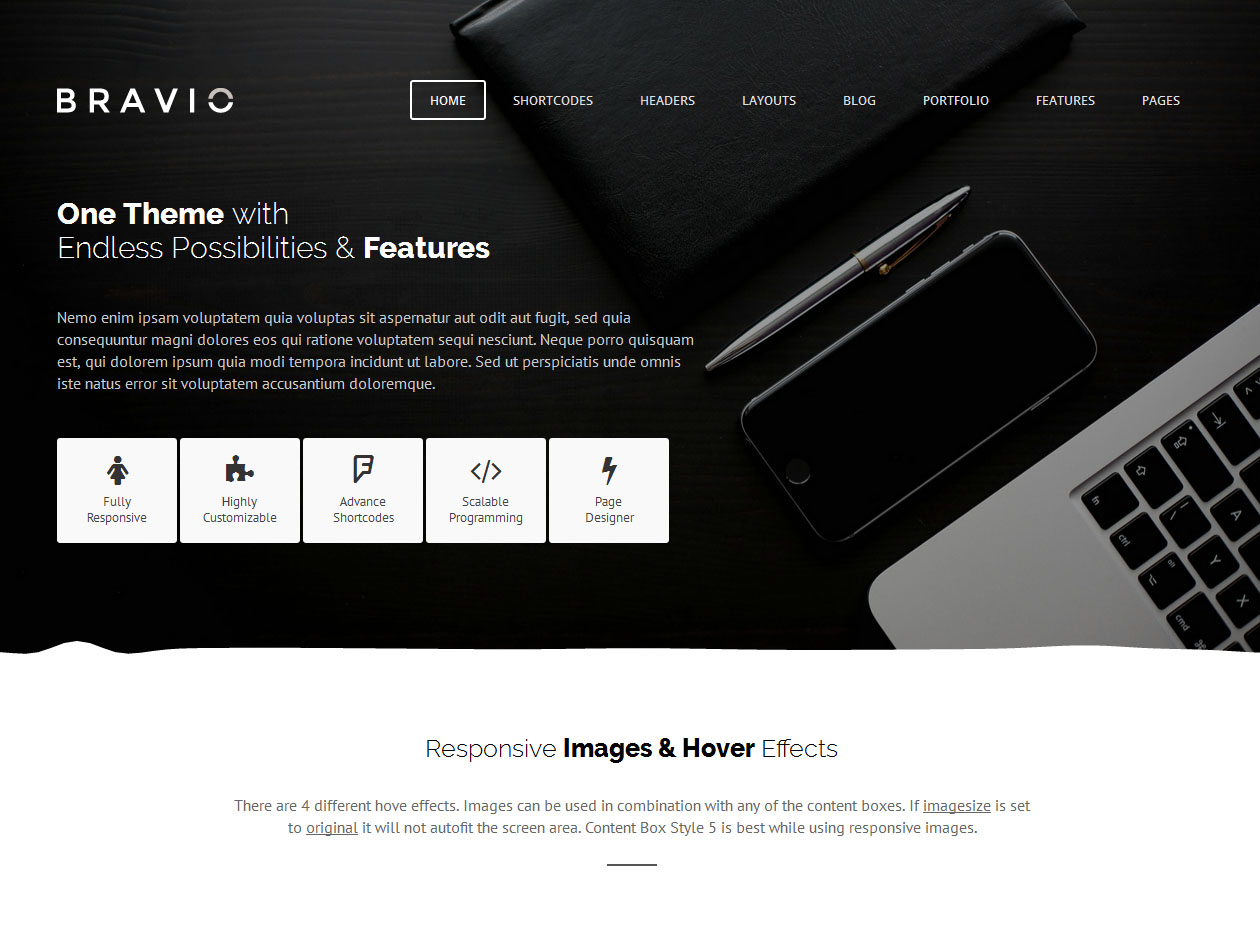 BRAVIO
HOME SHORTCODES HEADERS LAYOUTS BLOG PORTFOLIO FEATURES PAGES
One Theme with
Endless Possibilities & Features
Nemo enim ipsam voluptatem quia voluptas sit aspernatur aut odit aut fugit, sed quia
consequuntur magni dolores eos qui ratione voluptatem sequi nesciunt. Neque porro quisquam
est, qui dolorem ipsum quia modi tempora incidunt ut labore. Sed ut perspiciatis unde omnis
iste natus error sit voluptatem accusantium doloremque.
Fully
Responsive
Highly
Customizable
Advance
Shortcodes
Scalable
Programming
Page
Designer
fn
ctrl
alt
cmd
A
Y
X
Responsive Images & Hover Effects
There are 4 different hove effects. Images can be used in combination with any of the content boxes. If imagesize is set
to original it will not autofit the screen area. Content Box Style 5 is best while using responsive images.